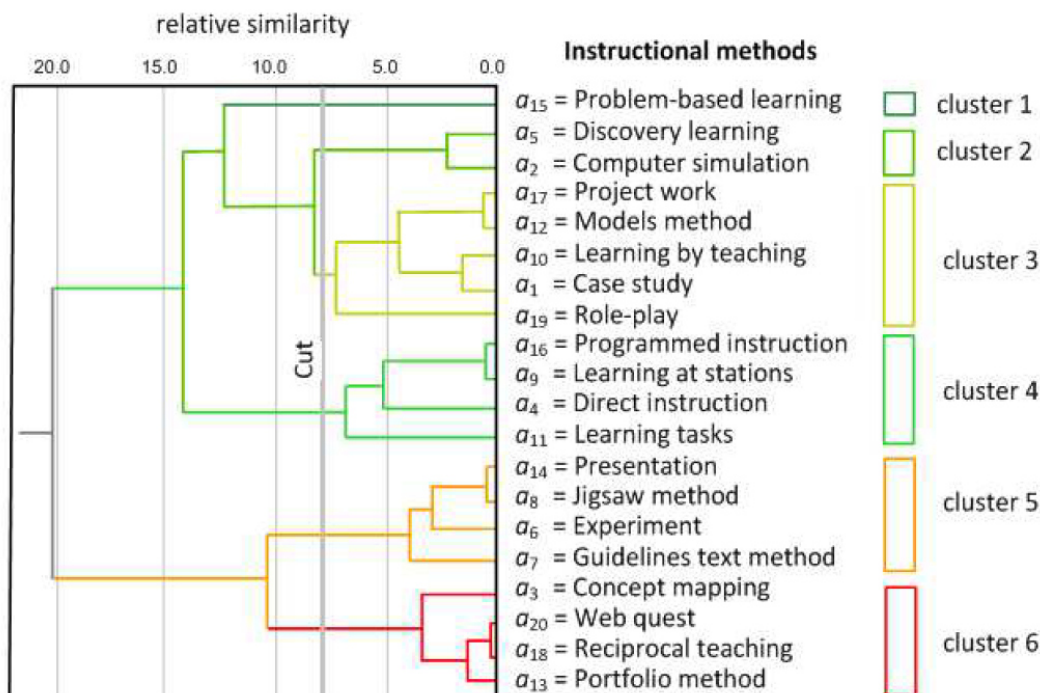 relative similarity
Instructional methods
20.0 15.0 10.0 5.0 0.0
a15 = Problem-based learning
cluster 1
a5 = Discovery learning
cluster 2
a2 = Computer simulation
a17 = Project work
a12 = Models method
a10 = Learning by teaching
cluster 3
a1 = Case study
a19 = Role-play
a16 = Programmed instruction
Cut
a9 = Learning at stations
cluster 4
a4 = Direct instruction
a11 = Learning tasks
a14 = Presentation
a8 = Jigsaw method
cluster 5
a6 = Experiment
a7 = Guidelines text method
a3 = Concept mapping
a20 = Web quest
cluster 6
a18 = Reciprocal teaching
a13 = Portfolio method